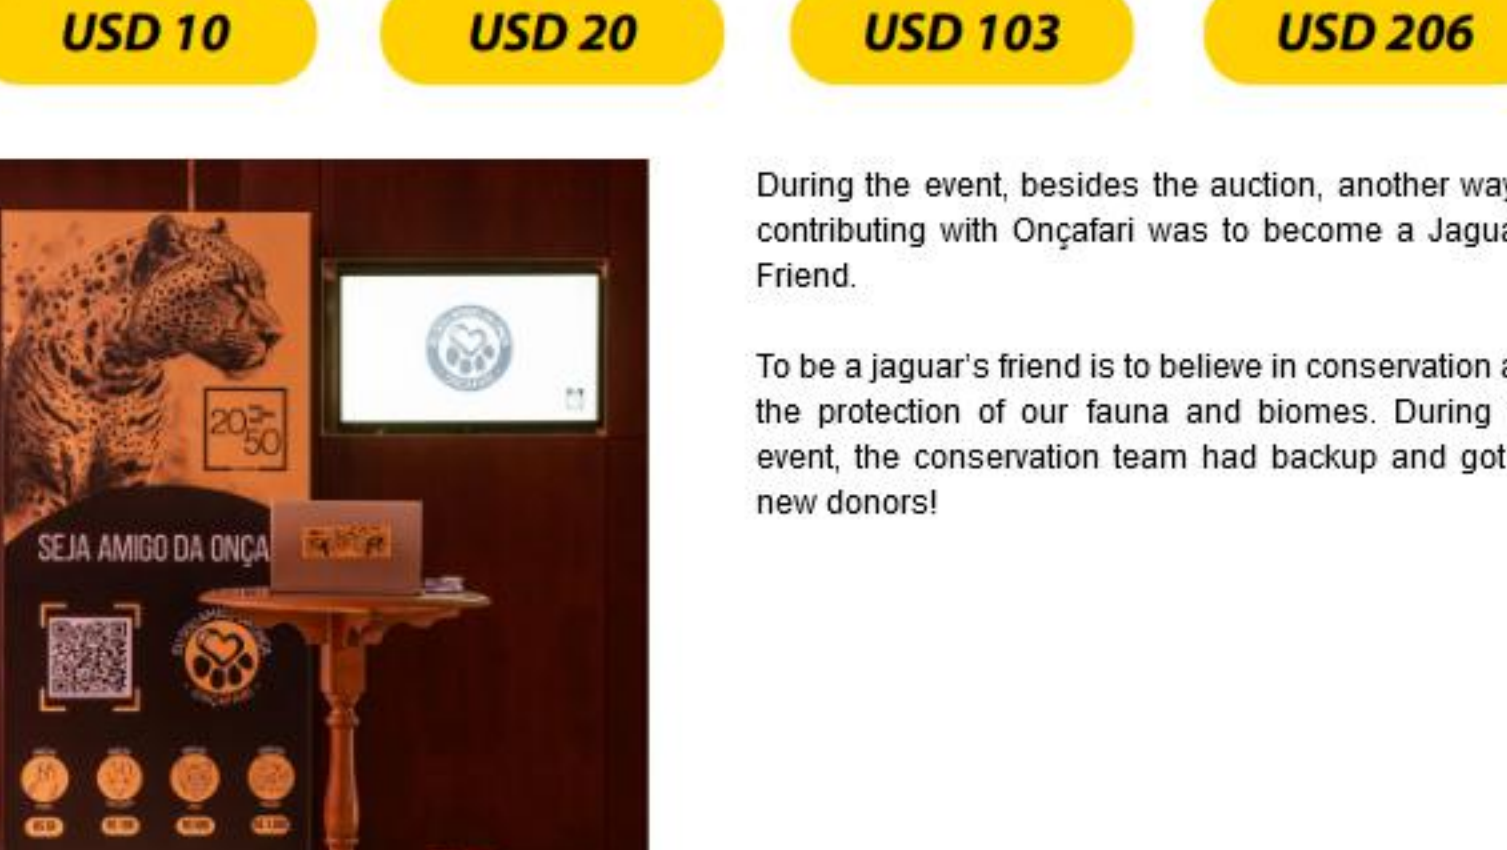 USD 10
USD 20
USD 103
USD 206
During the event, besides the auction, another way
contributing with Onçafari was to become a Jagua
Friend.
To be a jaguar's friend is to believe in conservation a
the protection of our fauna and biomes. During
event, the conservation team had backup and got
new donors!
20
50
SEJA AMIGO DA ONÇA